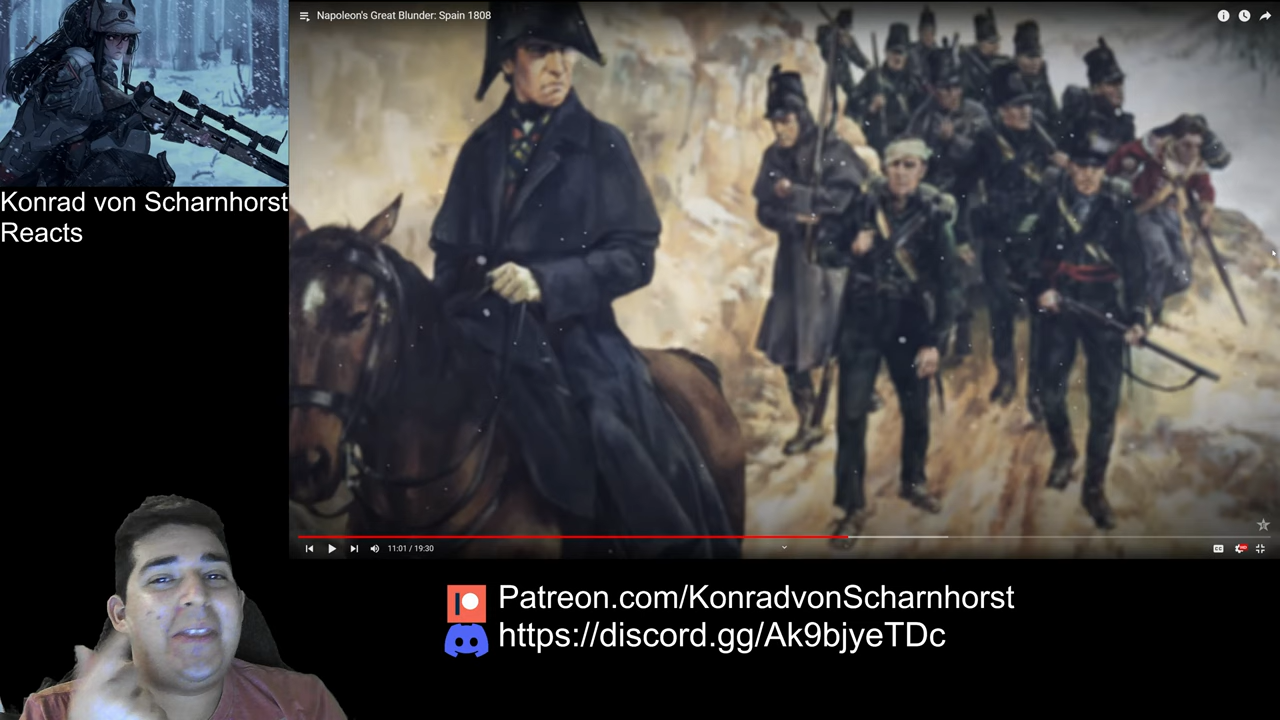 Napoleon's Great Blunder: Spain 1808
Konrad von Scharnhorst
Reacts
11:01 / 19:30
CC
Patreon.com/KonradvonScharnhorst
https://discord.gg/Ak9bjyeTDc